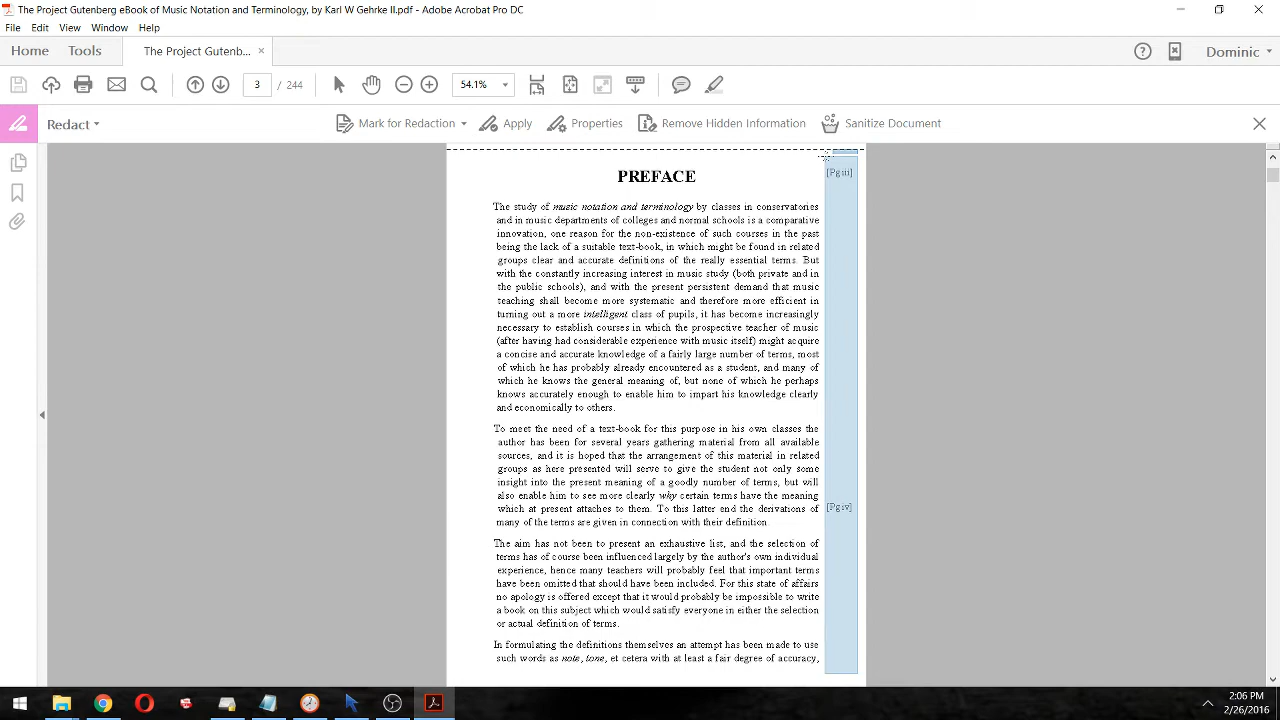 The Project Gutenberg eBook of Music Notation and Terminology, by Karl W Gehrke II.pdf - Adobe Acrobat Pro DC
File Edit View Window Help
Home Tools The Project Gutenb... × Dominic
3 / 244 54.1%
Redact Mark for Redaction Apply Properties Remove Hidden Information Sanitize Document
PREFACE
[Pg iii]
The study of music notation and terminology by classes in conservatories
and in music departments of colleges and normal schools is a comparative
innovation, one reason for the non-existence of such courses in the past
being the lack of a suitable text-book, in which might be found in related
groups clear and accurate definitions of the really essential terms. But
with the constantly increasing interest in music study (both private and in
the public schools), and with the present persistent demand that music
teaching shall become more systematic and therefore more efficient in
turning out a more intelligent class of pupils, it has become increasingly
necessary to establish courses in which the prospective teacher of music
(after having had considerable experience with music itself) might acquire
a concise and accurate knowledge of a fairly large number of terms, most
of which he has probably already encountered as a student, and many of
which he knows the general meaning of, but none of which he perhaps
knows accurately enough to enable him to impart his knowledge clearly
and economically to others.
To meet the need of a text-book for this purpose in his own classes the
author has been for several years gathering material from all available
sources, and it is hoped that the arrangement of this material in related
groups as here presented will serve to give the student not only some
insight into the present meaning of a goodly number of terms, but will
also enable him to see more clearly why certain terms have the meaning
which at present attaches to them. To this latter end the derivations of
[Pg iv]
many of the terms are given in connection with their definition.
The aim has not been to present an exhaustive list, and the selection of
terms has of course been influenced largely by the author's own individual
experience, hence many teachers will probably feel that important terms
have been omitted that should have been included. For this state of affairs
no apology is offered except that it would probably be impossible to write
a book on this subject which would satisfy everyone in either the selection
or actual definition of terms.
In formulating the definitions themselves an attempt has been made to use
such words as note, tone, et cetera with at least a fair degree of accuracy,
2:06 PM
2/26/2016